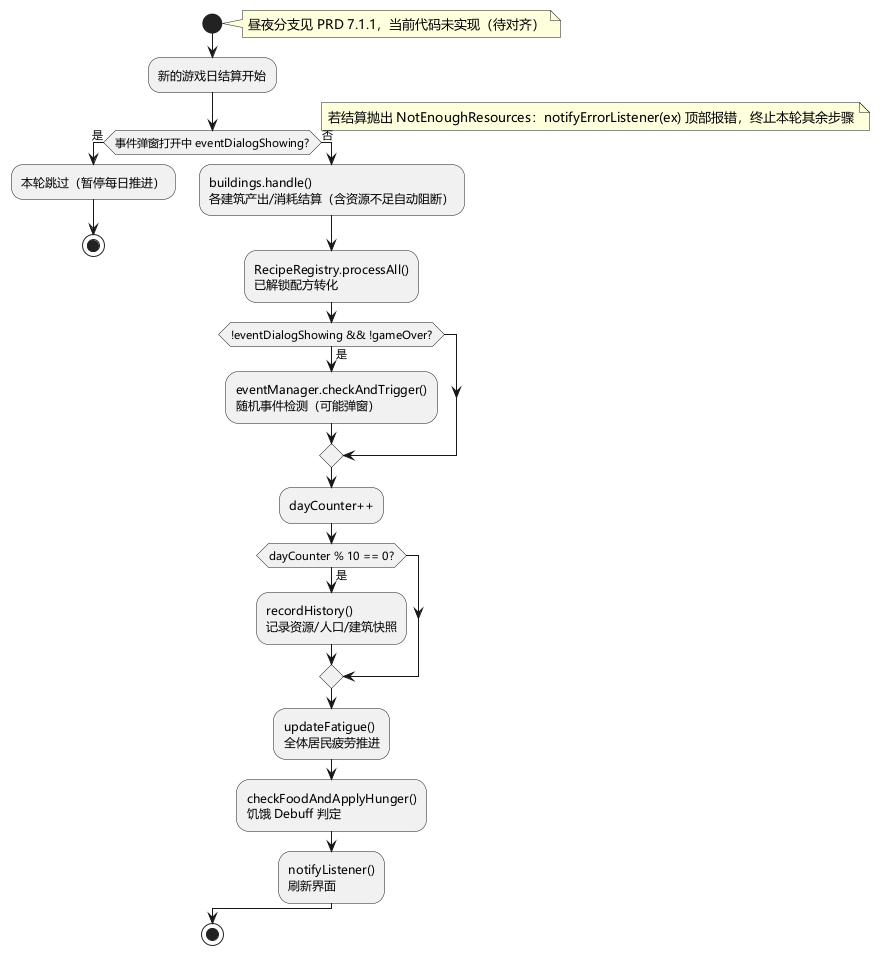 昼夜分支见 PRD 7.1.1，当前代码未实现（待对齐）
新的游戏日结算开始
若结算抛出 NotEnoughResources：notifyErrorListener(ex) 顶部报错，终止本轮其余步骤
是
事件弹窗打开中 eventDialogShowing?
否
本轮跳过（暂停每日推进）
buildings.handle()
各建筑产出/消耗结算（含资源不足自动阻断）
RecipeRegistry.processAll()
已解锁配方转化
!eventDialogShowing && !gameOver?
是
eventManager.checkAndTrigger()
随机事件检测（可能弹窗）
dayCounter++
dayCounter % 10 == 0?
是
recordHistory()
记录资源/人口/建筑快照
updateFatigue()
全体居民疲劳推进
checkFoodAndApplyHunger()
饥饿 Debuff 判定
notifyListener()
刷新界面